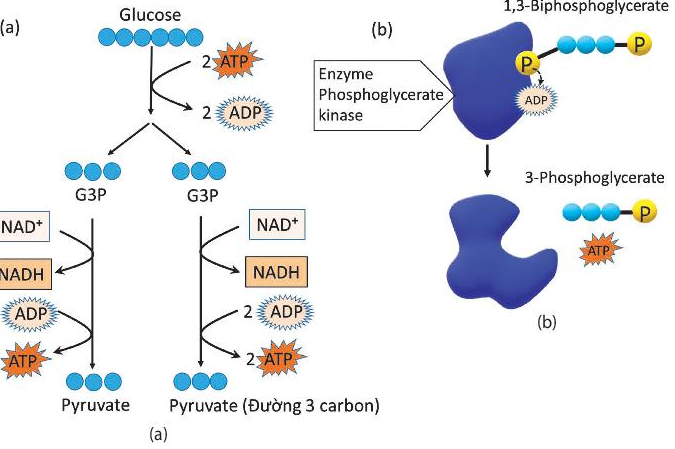 (a)
Glucose
2 ATP
2 ADP
G3P
G3P
NAD+
NADH
ADP
ATP
NAD+
NADH
2 ADP
2 ATP
Pyruvate
Pyruvate (Đường 3 carbon)
(a)
(b)
1,3-Biphosphoglycerate
P
P
ADP
Enzyme
Phosphoglycerate
kinase
3-Phosphoglycerate
P
ATP
(b)